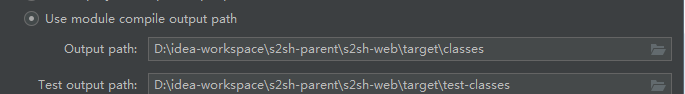 Use module compile output path
Output path: D:\idea-workspace\s2sh-parent\s2sh-web\target\classes
Test output path: D:\idea-workspace\s2sh-parent\s2sh-web\target\test-classes